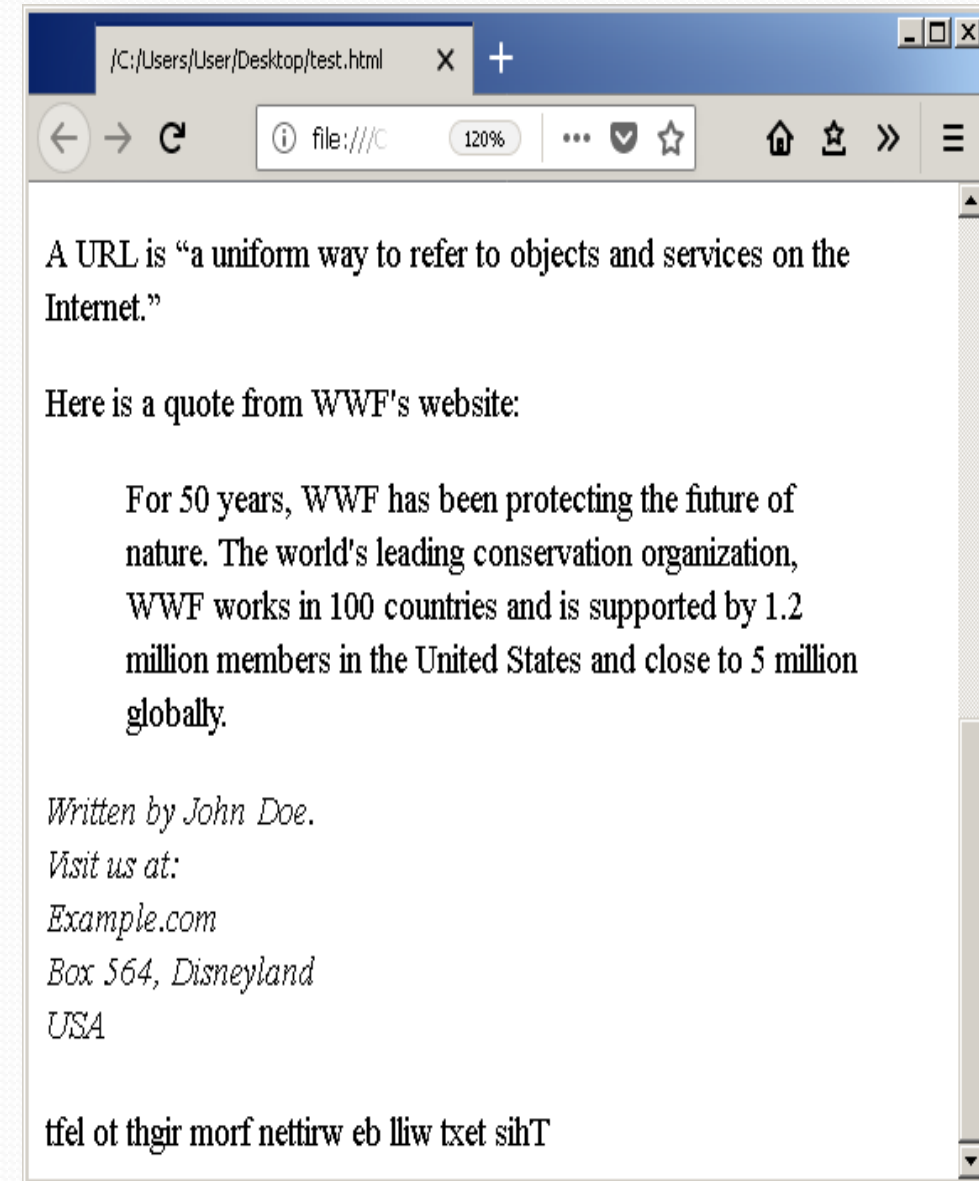 /C:/Users/User/Desktop/test.html
file:///C
120%
A URL is “a uniform way to refer to objects and services on the
Internet.”
Here is a quote from WWF's website:
For 50 years, WWF has been protecting the future of
nature. The world's leading conservation organization,
WWF works in 100 countries and is supported by 1.2
million members in the United States and close to 5 million
globally.
Written by John Doe.
Visit us at:
Example.com
Box 564, Disneyland
USA
tfel ot thgir morf nettirw eb lliw txet sihT